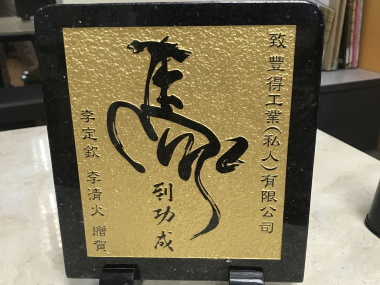 致 豐得工業(私人)有限公司
馬
到功成
李定欽 李清火 贈賀